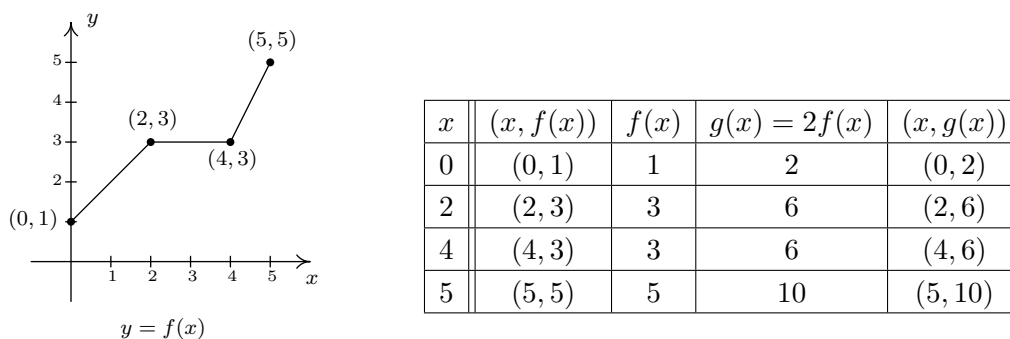 y
(5, 5)
5
4
(2, 3)
3
(4, 3)
2
(0, 1)
1 2 3 4 5 x
y = f(x)
x (x, f(x)) f(x) g(x) = 2f(x) (x, g(x))
0 (0, 1) 1 2 (0, 2)
2 (2, 3) 3 6 (2, 6)
4 (4, 3) 3 6 (4, 6)
5 (5, 5) 5 10 (5, 10)